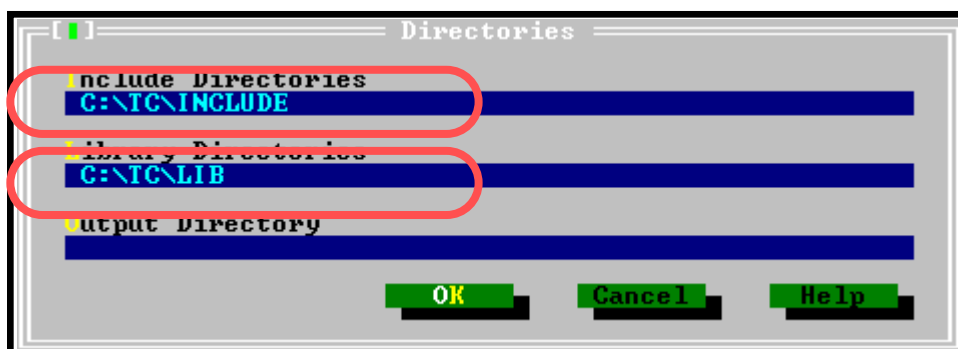 [■] Directories
Include Directories
C:\TC\INCLUDE
Library Directories
C:\TC\LIB
Output Directory
OK Cancel Help